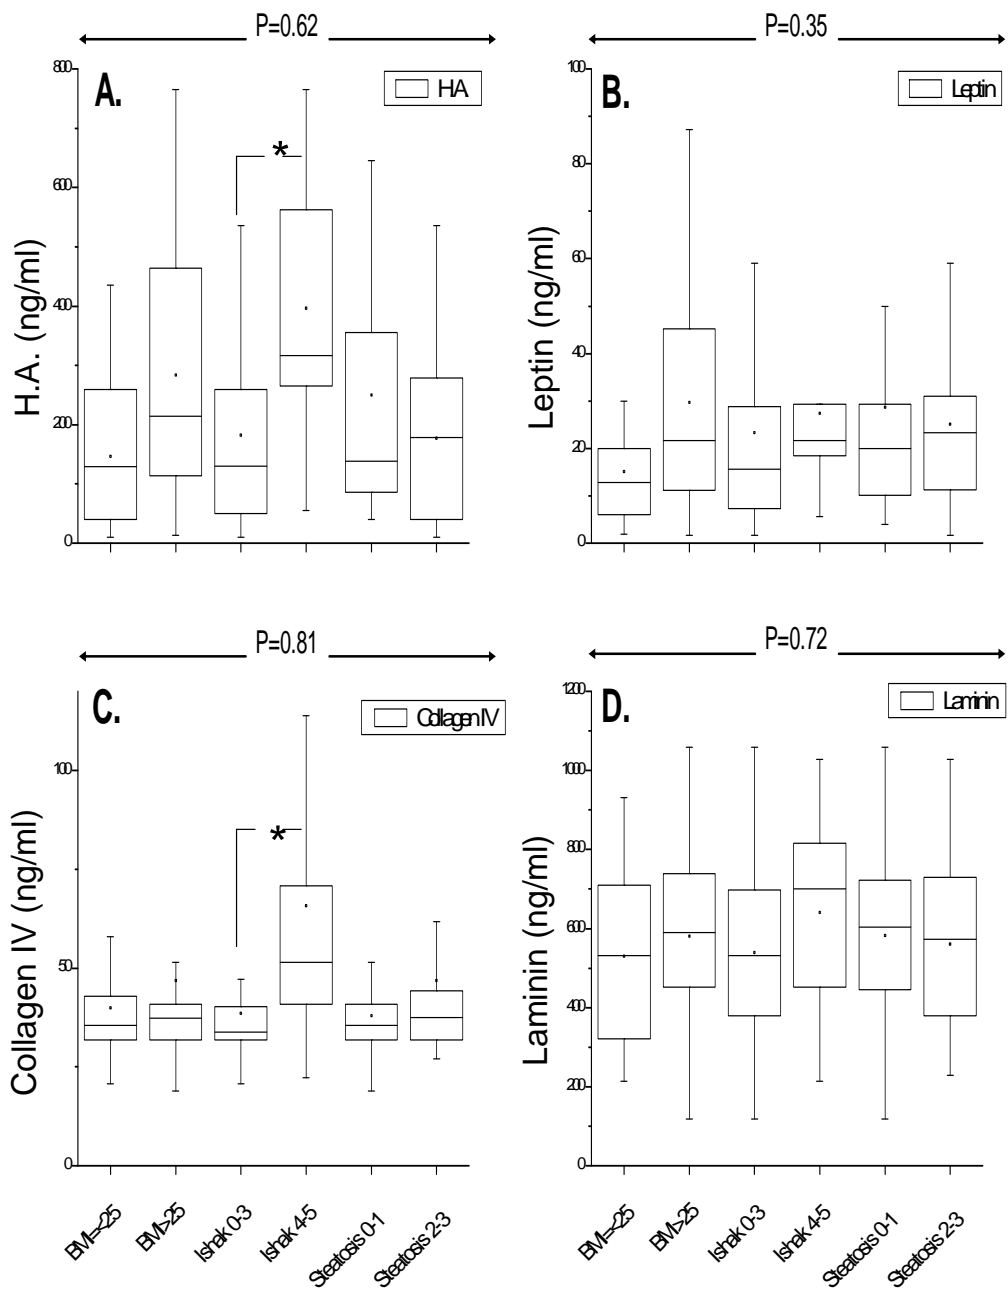 P=0.62
P=0.35
A.
H.A.
B.
Leptin
800
600
400
200
0
H.A. (ng/ml)
*
100
80
60
40
20
0
Leptin (ng/ml)
P=0.81
P=0.72
C.
Collagen IV
D.
Laminin
100
50
0
Collagen IV (ng/ml)
*
1200
1000
800
600
400
200
0
Laminin (ng/ml)
BMI=<25
BMI>25
Ishak 0-3
Ishak 4-5
Steatosis 0-1
Steatosis 2-3
BMI=<25
BMI>25
Ishak 0-3
Ishak 4-5
Steatosis 0-1
Steatosis 2-3